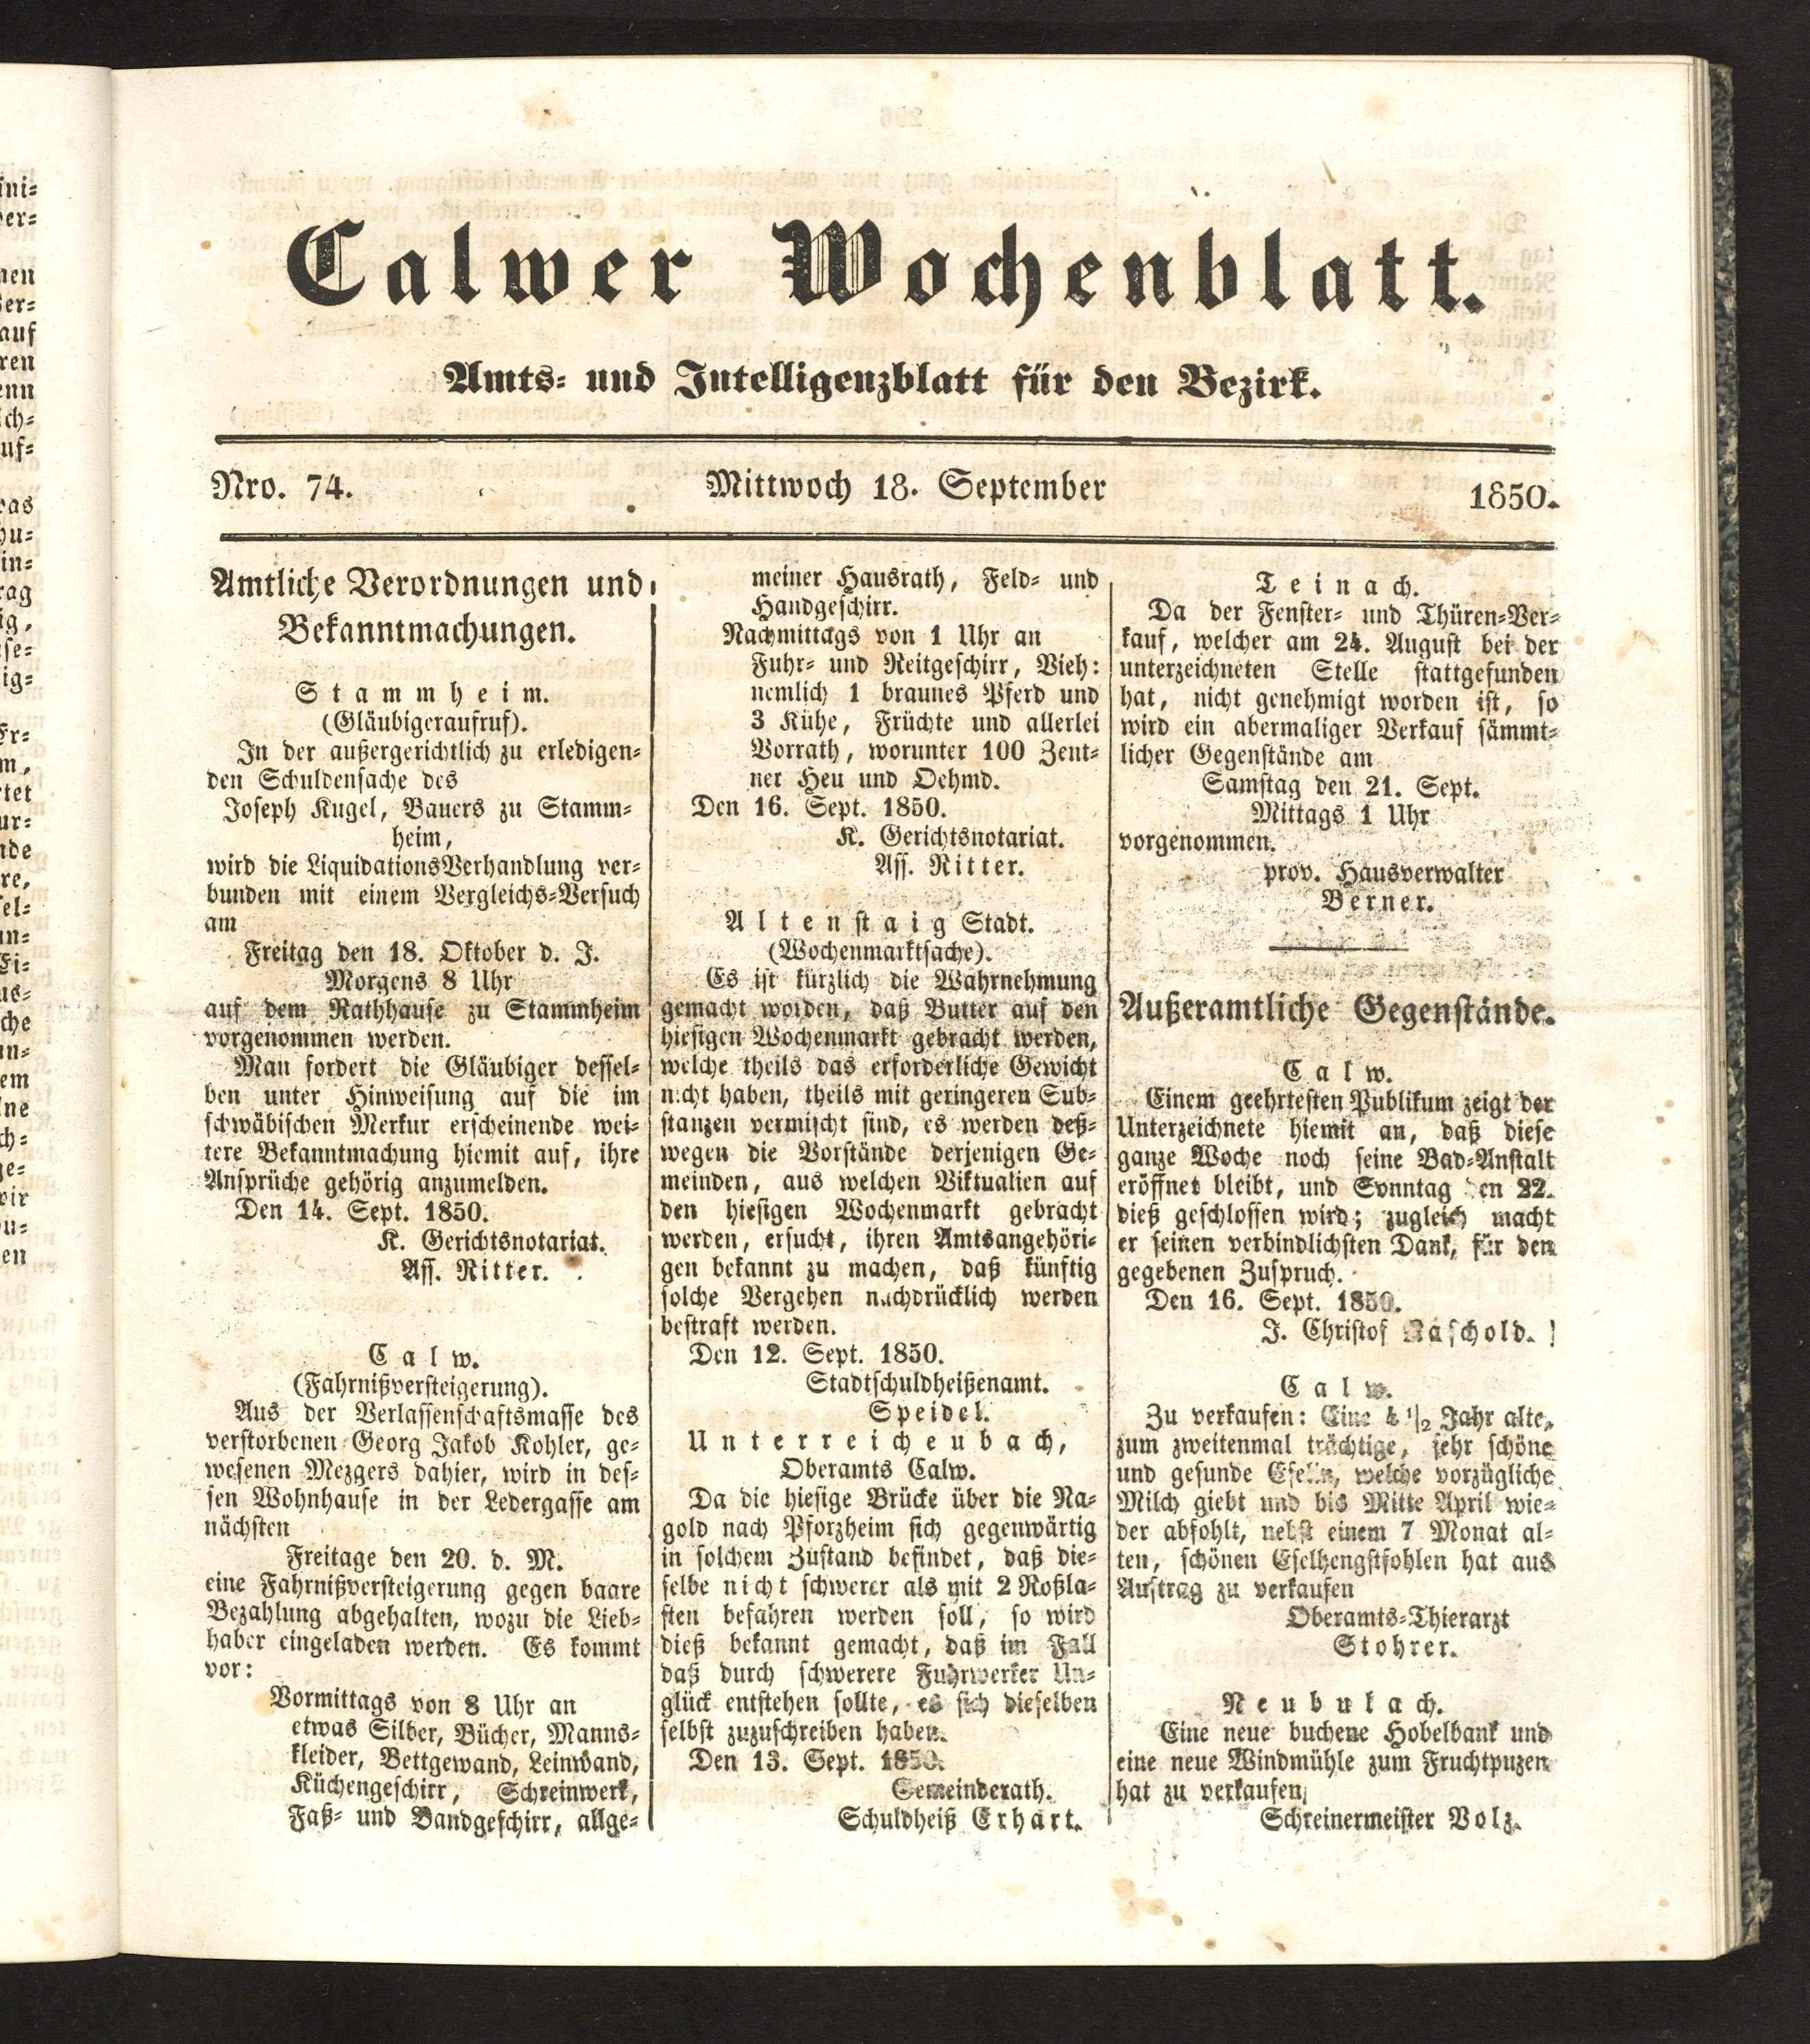 Calwer Wochenblatt.
Amts- und Intelligenzblatt für den Bezirk.
Nro. 74. Mittwoch 18. September 1850.
Amtliche Verordnungen und
Bekanntmachungen.
Stammheim.
(Gläubigeraufruf).
In der außergerichtlich zu erledigen-
den Schuldensache des
Joseph Kugel, Bauers zu Stamm-
heim,
wird die LiquidationsVerhandlung ver-
bunden mit einem Vergleichs-Versuch
am
Freitag den 18. Oktober d. J.
Morgens 8 Uhr
auf dem Rathhause zu Stammheim
vorgenommen werden.
Man fordert die Gläubiger dessel-
ben unter Hinweisung auf die im
schwäbischen Merkur erscheinende wei-
tere Bekanntmachung hiemit auf, ihre
Ansprüche gehörig anzumelden.
Den 14. Sept. 1850.
K. Gerichtsnotariat.
Ass. Ritter.
Calw.
(Fahrnißversteigerung).
Aus der Verlassenschaftsmasse des
verstorbenen Georg Jakob Kohler, ge-
wesenen Mezgers dahier, wird in des-
sen Wohnhause in der Ledergasse am
nächsten
Freitage den 20. d. M.
eine Fahrnißversteigerung gegen baare
Bezahlung abgehalten, wozu die Lieb-
haber eingeladen werden. Es kommt
vor:
Vormittags von 8 Uhr an
etwas Silber, Bücher, Manns-
kleider, Bettgewand, Leinwand,
Küchengeschirr, Schreinwerk,
Faß- und Bandgeschirr, allge-
meiner Hausrath, Feld- und
Handgeschirr.
Nachmittags von 1 Uhr an
Fuhr- und Reitgeschirr, Vieh:
nemlich 1 braunes Pferd und
3 Kühe, Früchte und allerlei
Vorrath, worunter 100 Zent-
ner Heu und Oehmd.
Den 16. Sept. 1850.
K. Gerichtsnotariat.
Ass. Ritter.
Altenstaig Stadt.
(Wochenmarktsache).
Es ist kürzlich die Wahrnehmung
gemacht worden, daß Butter auf den
hiesigen Wochenmarkt gebracht werden,
welche theils das erforderliche Gewicht
nicht haben, theils mit geringeren Sub-
stanzen vermischt sind, es werden deß-
wegen die Vorstände derjenigen Ge-
meinden, aus welchen Viktualien auf
den hiesigen Wochenmarkt gebracht
werden, ersucht, ihren Amtsangehöri-
gen bekannt zu machen, daß künftig
solche Vergehen nachdrücklich werden
bestraft werden.
Den 12. Sept. 1850.
Stadtschuldheißenamt.
Speidel.
Unterreicheubach,
Oberamts Calw.
Da die hiesige Brücke über die Na-
gold nach Pforzheim sich gegenwärtig
in solchem Zustand befindet, daß die-
selbe nicht schwerer als mit 2 Roßla-
sten befahren werden soll, so wird
dieß bekannt gemacht, daß im Fall
daß durch schwerere Fuhrwerker Un-
glück entstehen sollte, es sich dieselben
selbst zuzuschreiben haben.
Den 13. Sept. 1850.
Gemeinderath.
Schuldheiß Erhart.
Teinach.
Da der Fenster- und Thüren-Ver-
kauf, welcher am 24. August bei der
unterzeichneten Stelle stattgefunden
hat, nicht genehmigt worden ist, so
wird ein abermaliger Verkauf sämmt-
licher Gegenstände am
Samstag den 21. Sept.
Mittags 1 Uhr
vorgenommen.
prov. Hausverwalter
Berner.
Außeramtliche Gegenstände.
Calw.
Einem geehrtesten Publikum zeigt der
Unterzeichnete hiemit an, daß diese
ganze Woche noch seine Bad-Anstalt
eröffnet bleibt, und Sonntag den 22.
dieß geschlossen wird; zugleich macht
er seinen verbindlichsten Dank, für den
gegebenen Zuspruch.
Den 16. Sept. 1850.
J. Christof Raschold.
Calw.
Zu verkaufen: Eine 4 1/2 Jahr alte,
zum zweitenmal trächtige, sehr schöne
und gesunde Eselin, welche vorzügliche
Milch giebt und bis Mitte April wie-
der abfohlt, nebst einem 7 Monat al-
ten, schönen Eselhengstfohlen hat aus
Auftrag zu verkaufen
Oberamts-Thierarzt
Stohrer.
Neubulach.
Eine neue buchene Hobelbank und
eine neue Windmühle zum Fruchtpuzen
hat zu verkaufen
Schreinermeister Volz.